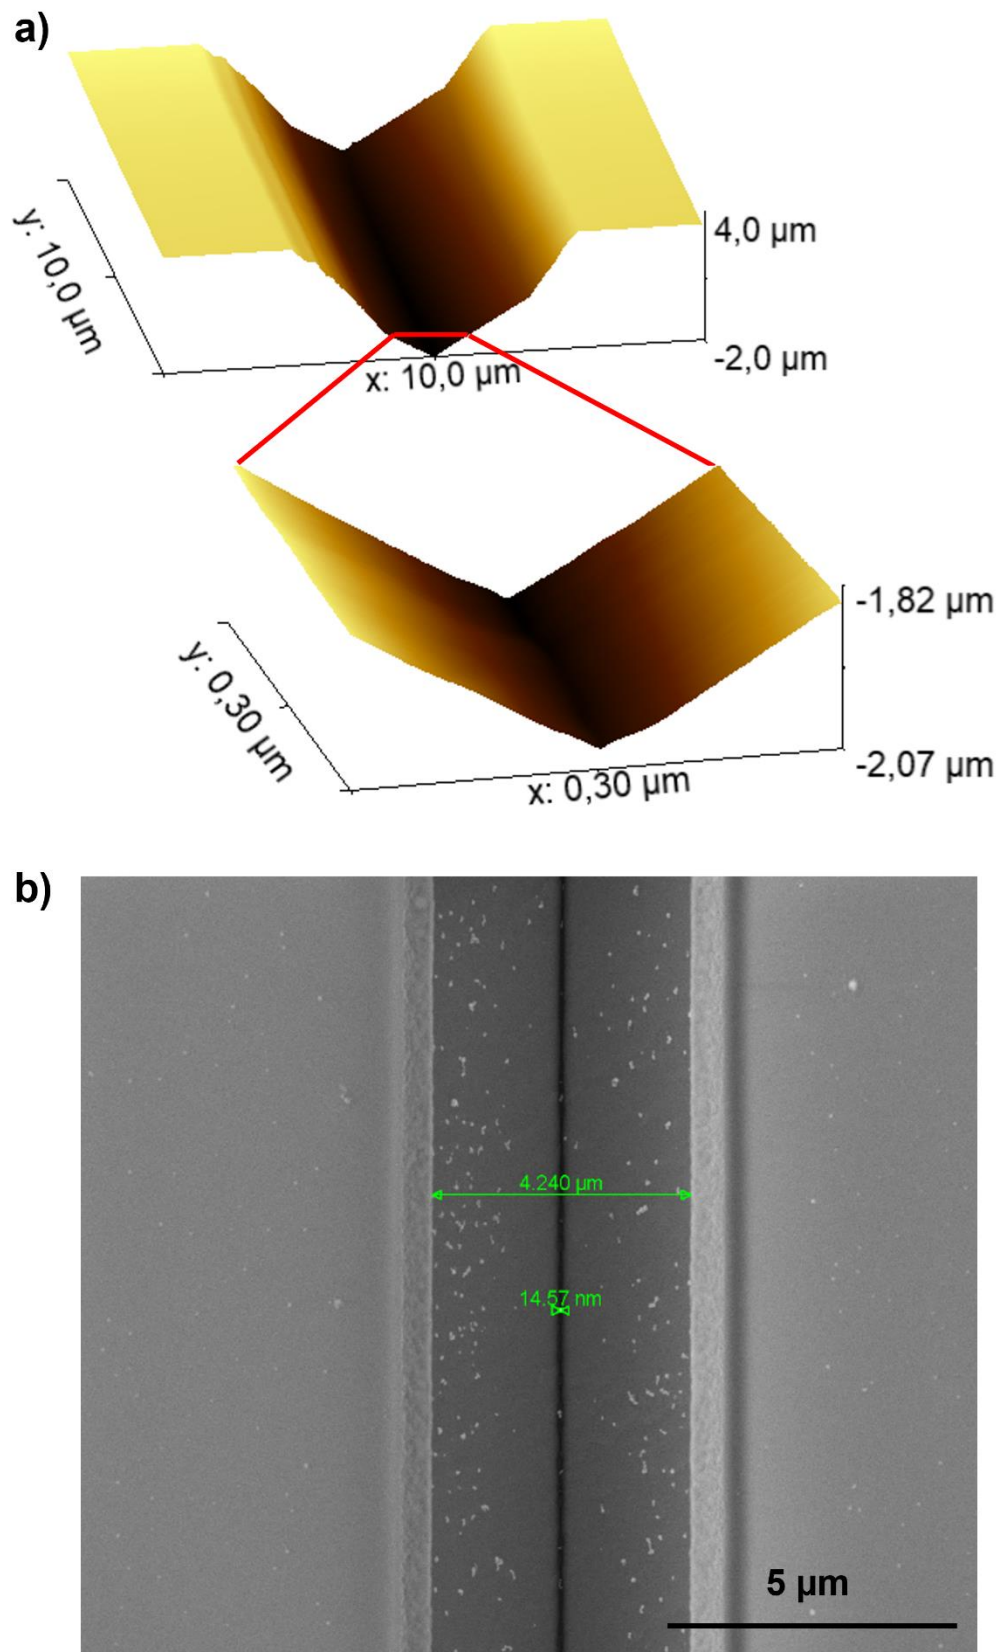 a)
4,0 µm
y: 10,0 µm
-2,0 µm
x: 10,0 µm
-1,82 µm
y: 0,30 µm
-2,07 µm
x: 0,30 µm
b)
4.240 µm
14.57 nm
5 µm